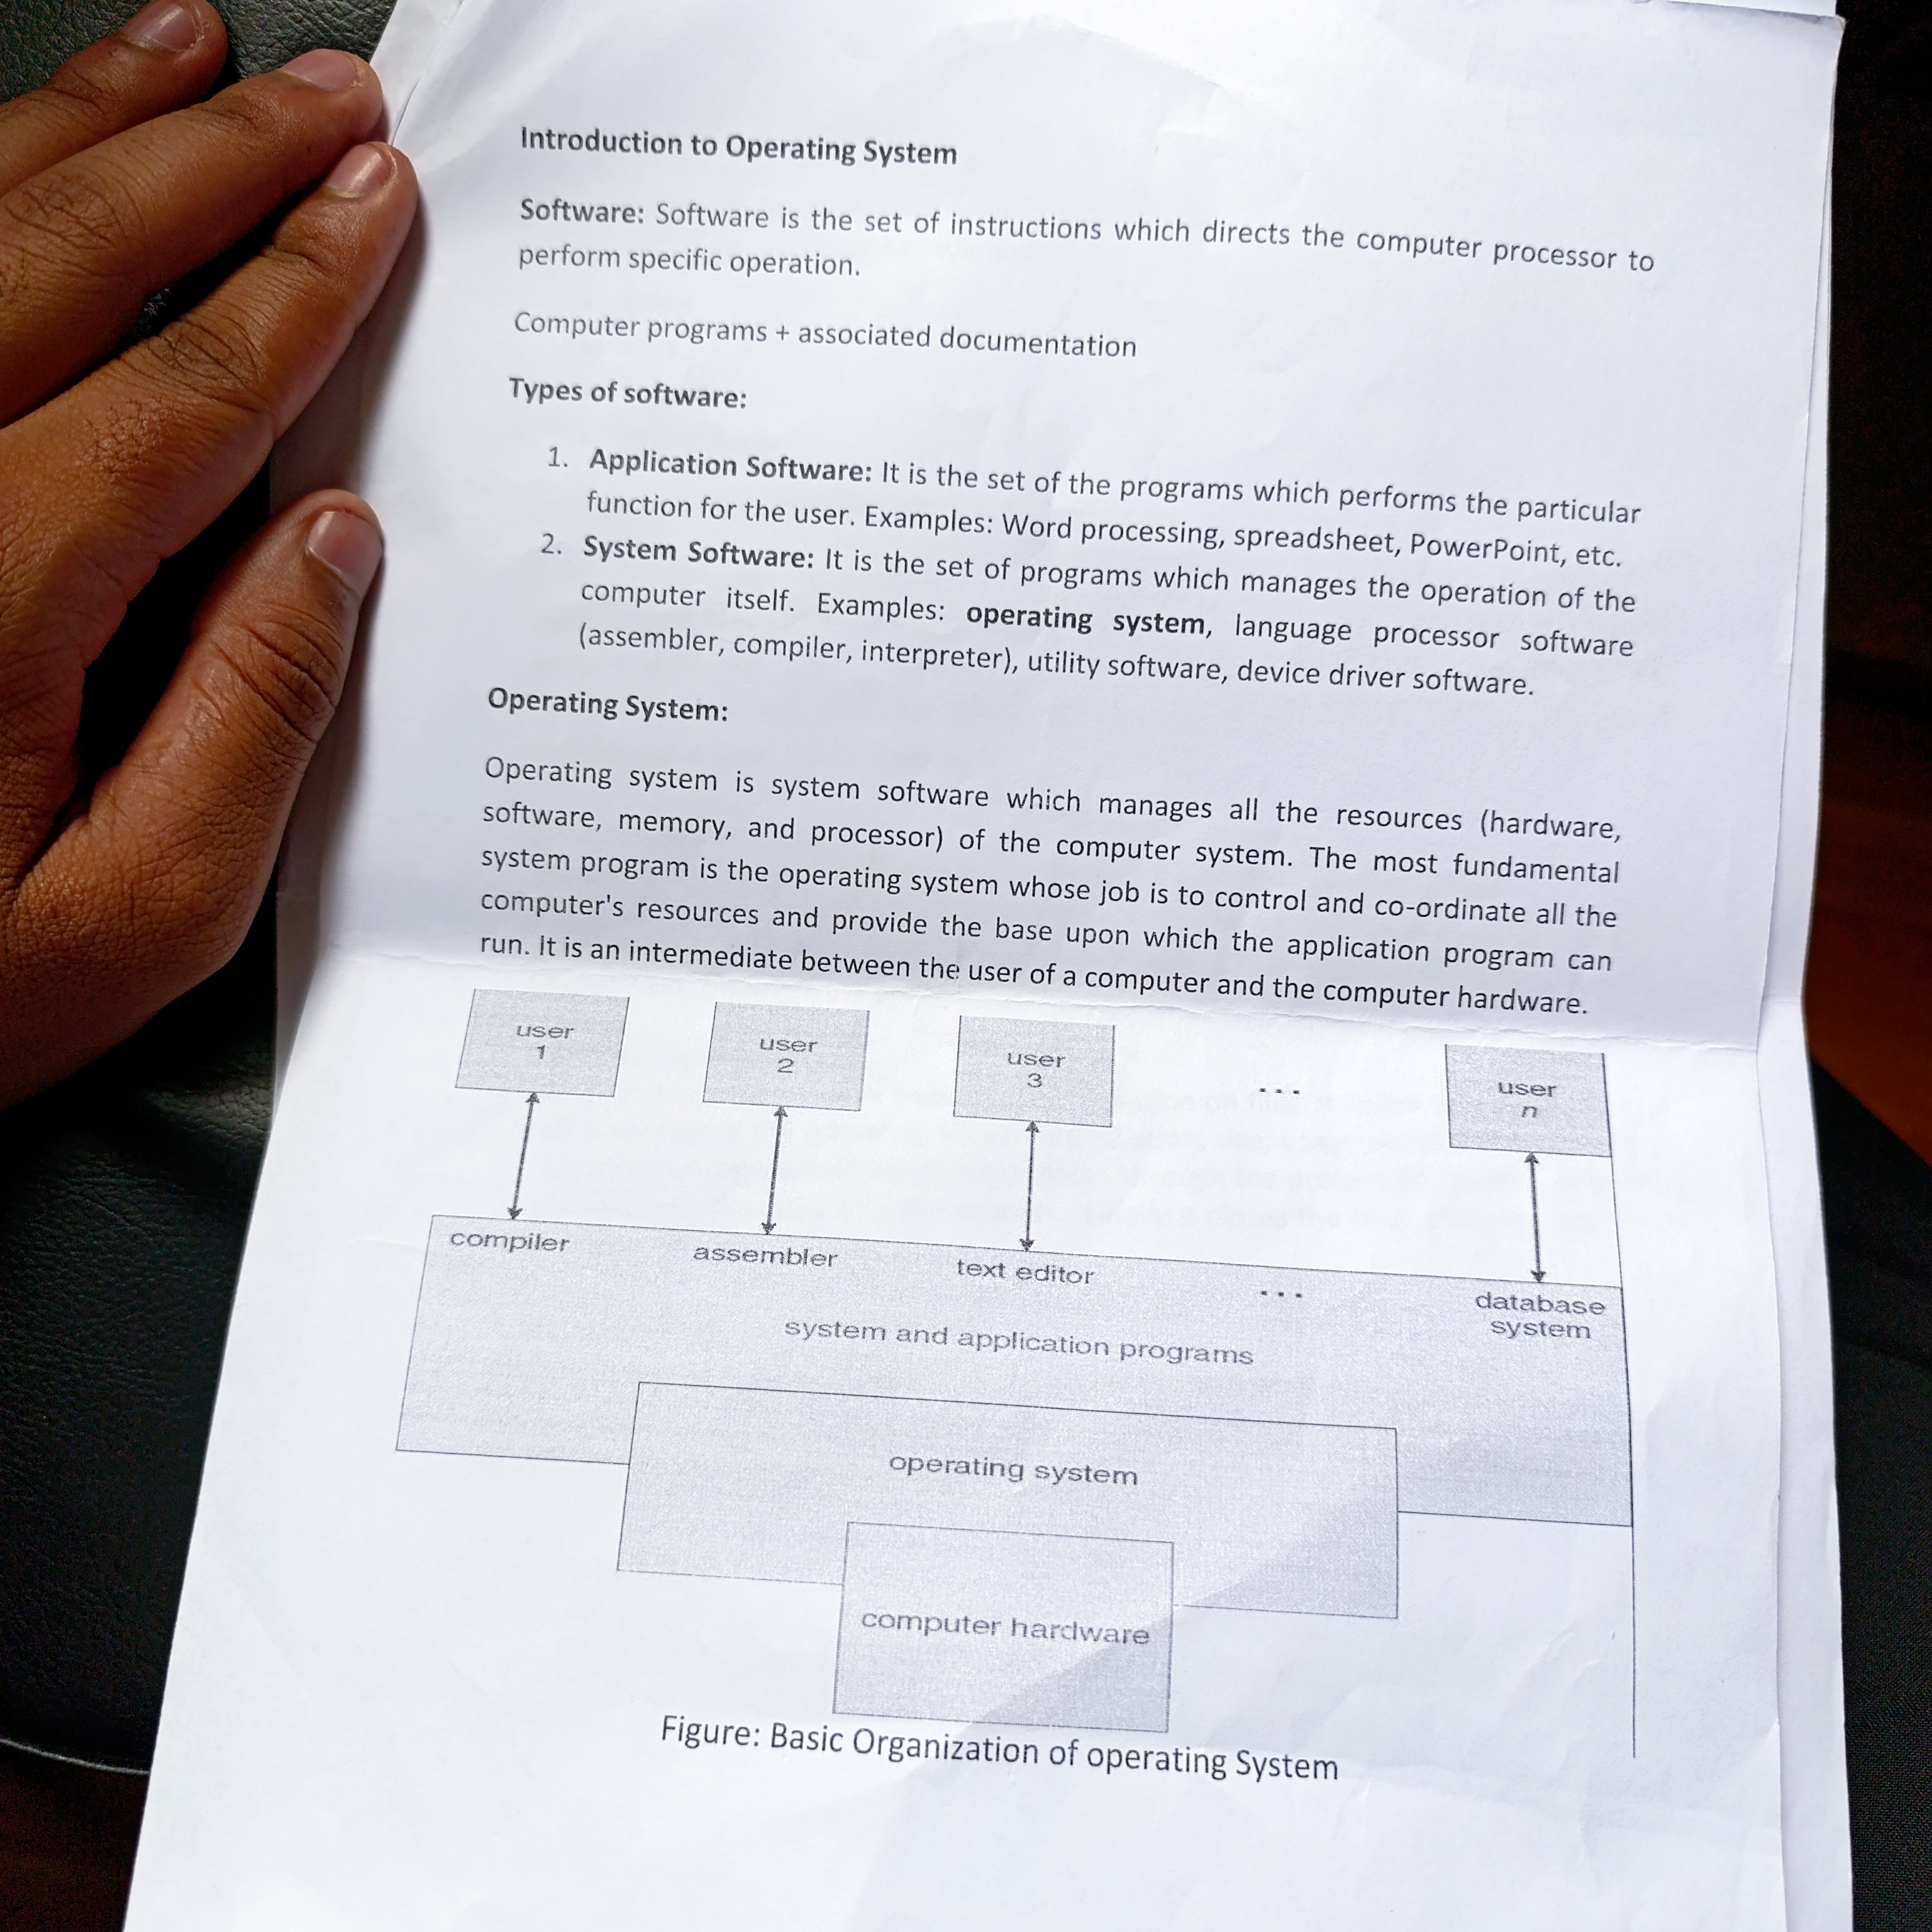 Introduction to Operating System
Software: Software is the set of instructions which directs the computer processor to
perform specific operation.
Computer programs + associated documentation
Types of software:
1. Application Software: It is the set of the programs which performs the particular
function for the user. Examples: Word processing, spreadsheet, PowerPoint, etc.
2. System Software: It is the set of programs which manages the operation of the
computer itself. Examples: operating system, language processor software
(assembler, compiler, interpreter), utility software, device driver software.
Operating System:
Operating system is system software which manages all the resources (hardware,
software, memory, and processor) of the computer system. The most fundamental
system program is the operating system whose job is to control and co-ordinate all the
computer's resources and provide the base upon which the application program can
run. It is an intermediate between the user of a computer and the computer hardware.
user
1
user
2
user
3
...
user
n
compiler
assembler
text editor
...
database
system
system and application programs
operating system
computer hardware
Figure: Basic Organization of operating System